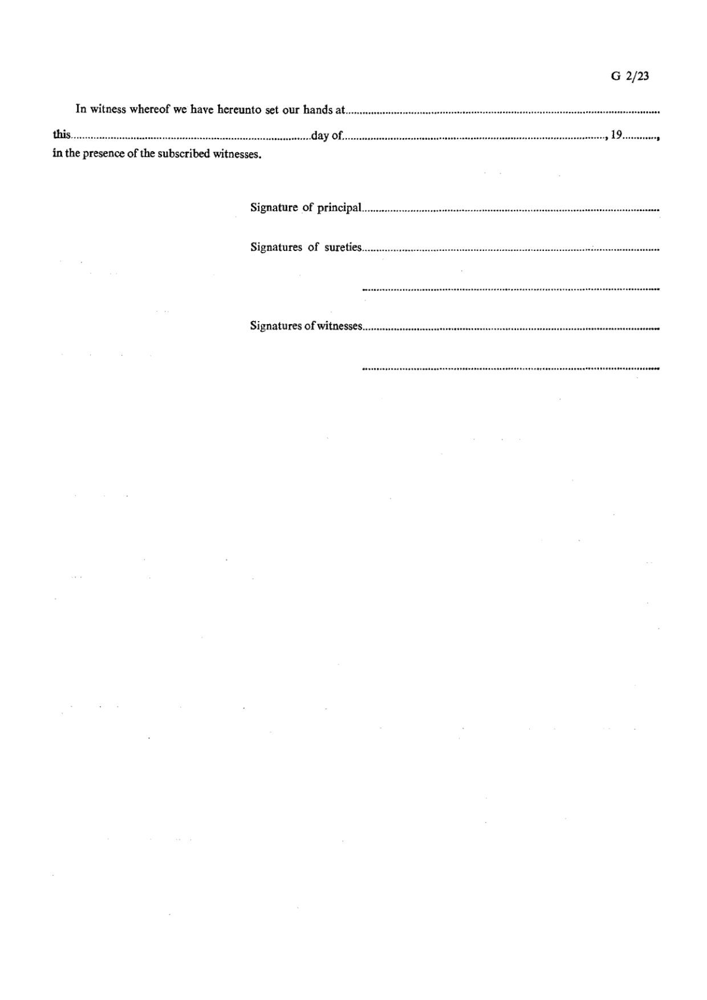 G 2/23
In witness whereof we have hereunto set our hands at..............................
this..............................day of.............................., 19............,
in the presence of the subscribed witnesses.
Signature of principal..............................
Signatures of sureties..............................
..............................
Signatures of witnesses..............................
..............................